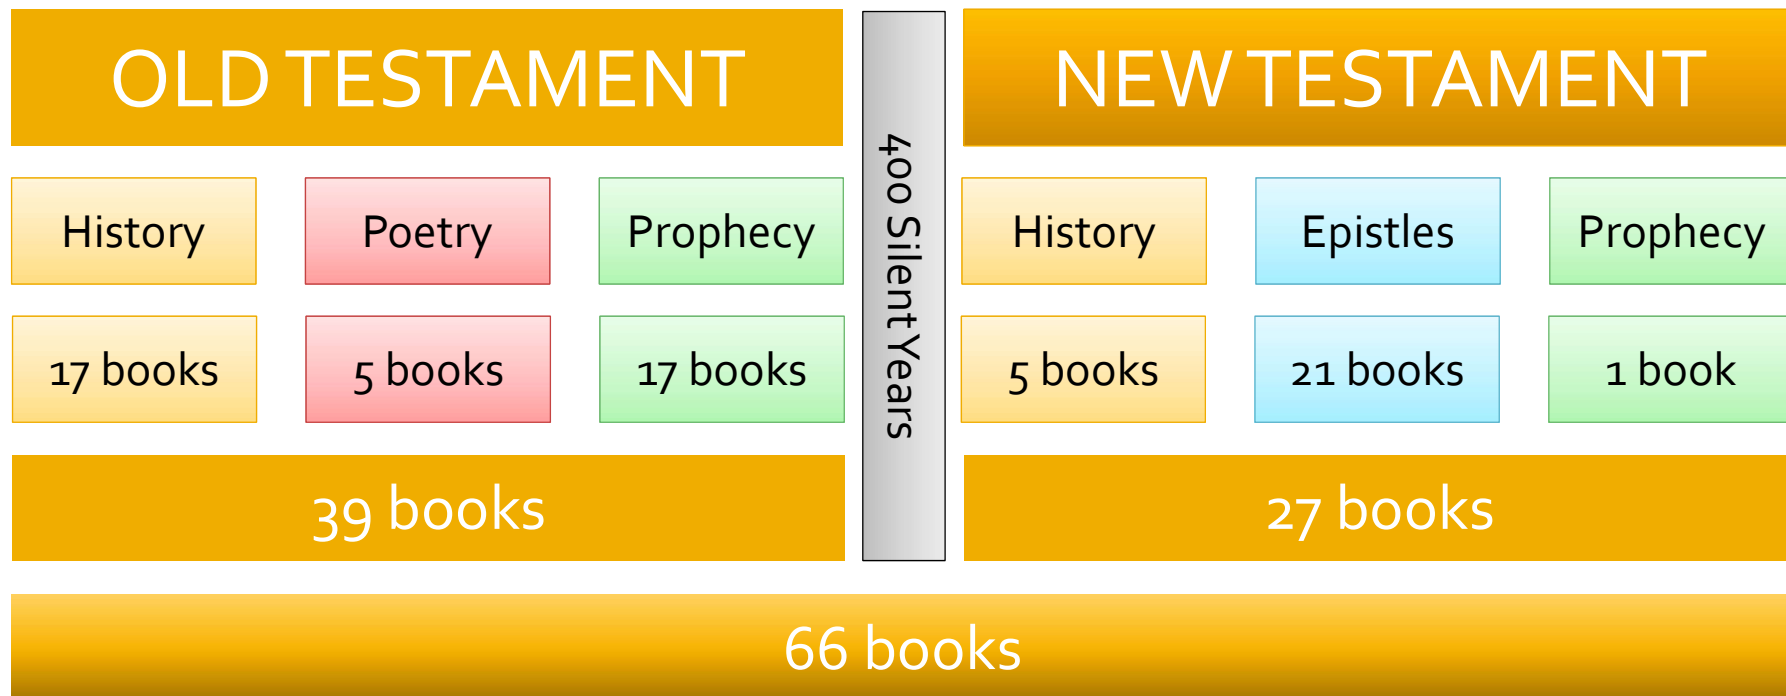 OLD TESTAMENT
History
Poetry
Prophecy
17 books
5 books
17 books
39 books
400 Silent Years
NEW TESTAMENT
History
Epistles
Prophecy
5 books
21 books
1 book
27 books
66 books